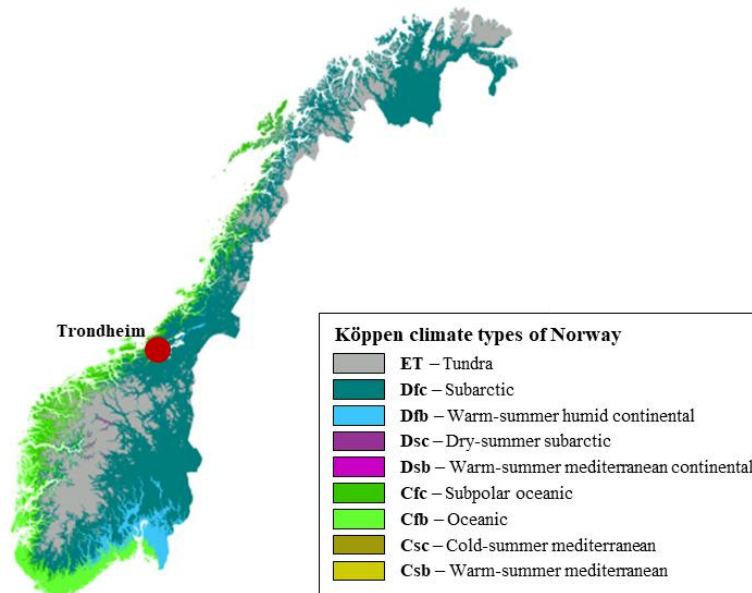 Trondheim
Köppen climate types of Norway
ET – Tundra
Dfc – Subarctic
Dfb – Warm-summer humid continental
Dsc – Dry-summer subarctic
Dsb – Warm-summer mediterranean continental
Cfc – Subpolar oceanic
Cfb – Oceanic
Csc – Cold-summer mediterranean
Csb – Warm-summer mediterranean